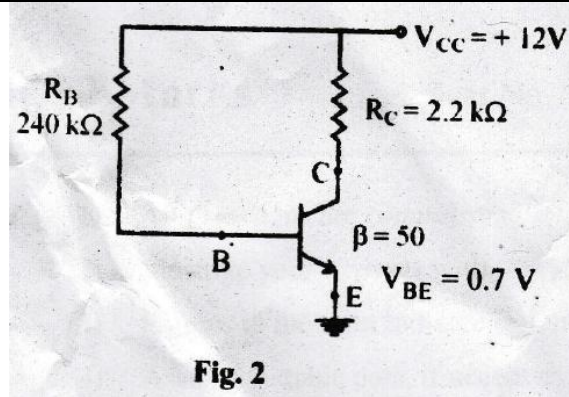 V_CC = + 12V
R_B
240 kΩ
R_C = 2.2 kΩ
C
β = 50
B
V_BE = 0.7 V
E
Fig. 2